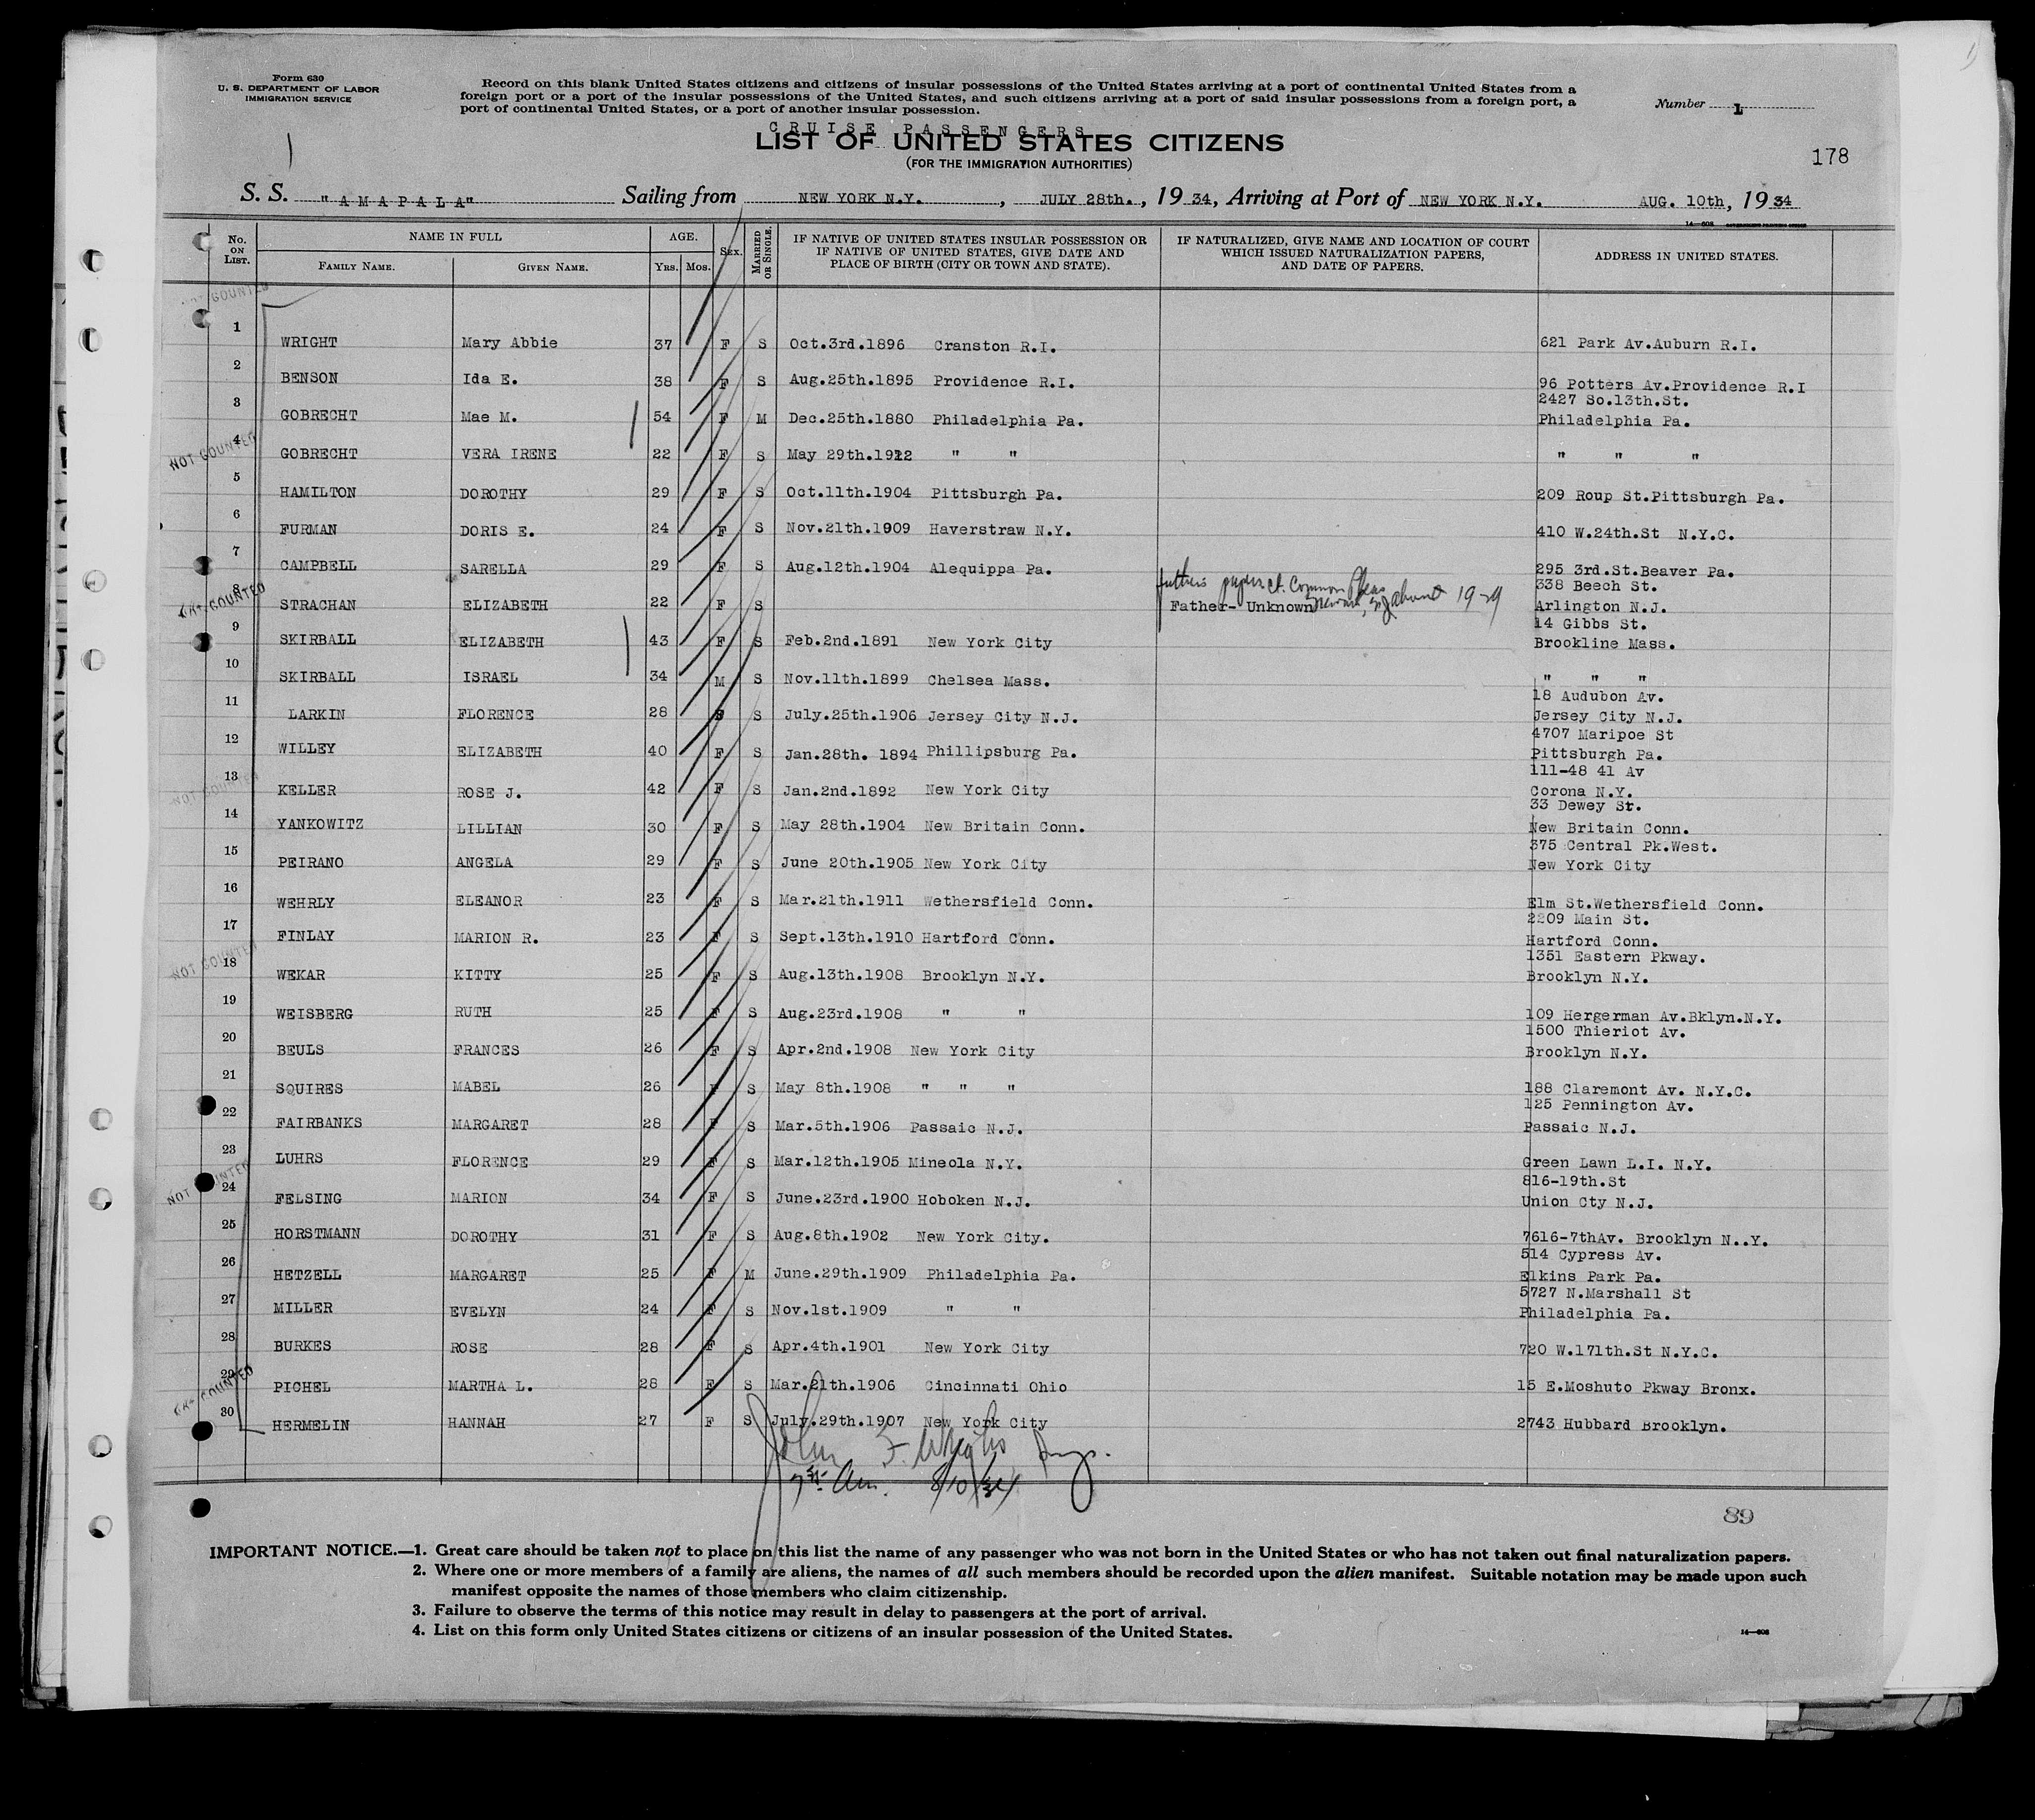 Form 630
U. S. DEPARTMENT OF LABOR
IMMIGRATION SERVICE
Record on this blank United States citizens and citizens of insular possessions of the United States arriving at a port of continental United States from a
foreign port or a port of the insular possessions of the United States, and such citizens arriving at a port of said insular possessions from a foreign port, a
port of continental United States, or a port of another insular possession.
Number 1
CRUISE PASSENGERS
LIST OF UNITED STATES CITIZENS
(FOR THE IMMIGRATION AUTHORITIES)
178
S. S. "AMAPALA" Sailing from NEW YORK N.Y. , JULY 28th. , 1934, Arriving at Port of NEW YORK N.Y. AUG. 10th, 1934
14—608
No. ON LIST. NAME IN FULL AGE. SEX. MARRIED OR SINGLE. IF NATIVE OF UNITED STATES INSULAR POSSESSION OR IF NATIVE OF UNITED STATES, GIVE DATE AND PLACE OF BIRTH (CITY OR TOWN AND STATE). IF NATURALIZED, GIVE NAME AND LOCATION OF COURT WHICH ISSUED NATURALIZATION PAPERS, AND DATE OF PAPERS. ADDRESS IN UNITED STATES.
FAMILY NAME. GIVEN NAME. YRS. MOS.
1 WRIGHT Mary Abbie 37 F S Oct.3rd.1896 Cranston R.I. 621 Park Av.Auburn R.I.
2 BENSON Ida E. 38 F S Aug.25th.1895 Providence R.I. 96 Potters Av.Providence R.I
2427 So.13th.St.
3 GOBRECHT Mae M. 54 F M Dec.25th.1880 Philadelphia Pa. Philadelphia Pa.
NOT COUNTED
4 GOBRECHT VERA IRENE 22 F S May 29th.1912 " " " " "
5 HAMILTON DOROTHY 29 F S Oct.11th.1904 Pittsburgh Pa. 209 Roup St.Pittsburgh Pa.
6 FURMAN DORIS E. 24 F S Nov.21th.1909 Haverstraw N.Y. 410 W.24th.St N.Y.C.
7 CAMPBELL SARELLA 29 F S Aug.12th.1904 Alequippa Pa. 295 3rd.St.Beaver Pa.
338 Beech St.
8 STRACHAN ELIZABETH 22 F S Father- Unknown Arlington N.J.
14 Gibbs St.
9 SKIRBALL ELIZABETH 43 F S Feb.2nd.1891 New York City Brookline Mass.
10 SKIRBALL ISRAEL 34 M S Nov.11th.1899 Chelsea Mass. " " "
18 Audubon Av.
11 LARKIN FLORENCE 28 S July.25th.1906 Jersey City N.J. Jersey City N.J.
4707 Maripoe St
12 WILLEY ELIZABETH 40 F S Jan.28th. 1894 Phillipsburg Pa. Pittsburgh Pa.
111-48 41 Av
NOT COUNTED
13 KELLER ROSE J. 42 F S Jan.2nd.1892 New York City Corona N.Y.
33 Dewey St.
14 YANKOWITZ LILLIAN 30 F S May 28th.1904 New Britain Conn. New Britain Conn.
375 Central Pk.West.
15 PEIRANO ANGELA 29 F S June 20th.1905 New York City New York City
16 WEHRLY ELEANOR 23 F S Mar.21th.1911 Wethersfield Conn. Elm St.Wethersfield Conn.
2209 Main St.
17 FINLAY MARION R. 23 F S Sept.13th.1910 Hartford Conn. Hartford Conn.
NOT COUNTED
1351 Eastern Pkway.
18 WEKAR KITTY 25 F S Aug.13th.1908 Brooklyn N.Y. Brooklyn N.Y.
19 WEISBERG RUTH 25 F S Aug.23rd.1908 " " 109 Hergerman Av.Bklyn.N.Y.
1500 Thieriot Av.
20 BEULS FRANCES 26 F S Apr.2nd.1908 New York City Brooklyn N.Y.
21 SQUIRES MABEL 26 F S May 8th.1908 " " " 188 Claremont Av. N.Y.C.
125 Pennington Av.
22 FAIRBANKS MARGARET 28 F S Mar.5th.1906 Passaic N.J. Passaic N.J.
23 LUHRS FLORENCE 29 F S Mar.12th.1905 Mineola N.Y. Green Lawn L.I. N.Y.
816-19th.St
24 FELSING MARION 34 F S June.23rd.1900 Hoboken N.J. Union Cty N.J.
25 HORSTMANN DOROTHY 31 F S Aug.8th.1902 New York City. 7616-7thAv. Brooklyn N..Y.
514 Cypress Av.
26 HETZELL MARGARET 25 F M June.29th.1909 Philadelphia Pa. Elkins Park Pa.
5727 N.Marshall St
27 MILLER EVELYN 24 F S Nov.1st.1909 " " Philadelphia Pa.
28 BURKES ROSE 28 F S Apr.4th.1901 New York City 720 W.171th.St N.Y.C.
29 PICHEL MARTHA L. 28 F S Mar.21th.1906 Cincinnati Ohio 15 E.Moshuto Pkway Bronx.
30 HERMELIN HANNAH 27 F S July.29th.1907 New York City 2743 Hubbard Brooklyn.
John F.
8/10/34
89
IMPORTANT NOTICE.—1. Great care should be taken not to place on this list the name of any passenger who was not born in the United States or who has not taken out final naturalization papers.
2. Where one or more members of a family are aliens, the names of all such members should be recorded upon the alien manifest. Suitable notation may be made upon such
manifest opposite the names of those members who claim citizenship.
3. Failure to observe the terms of this notice may result in delay to passengers at the port of arrival.
4. List on this form only United States citizens or citizens of an insular possession of the United States.
14—608